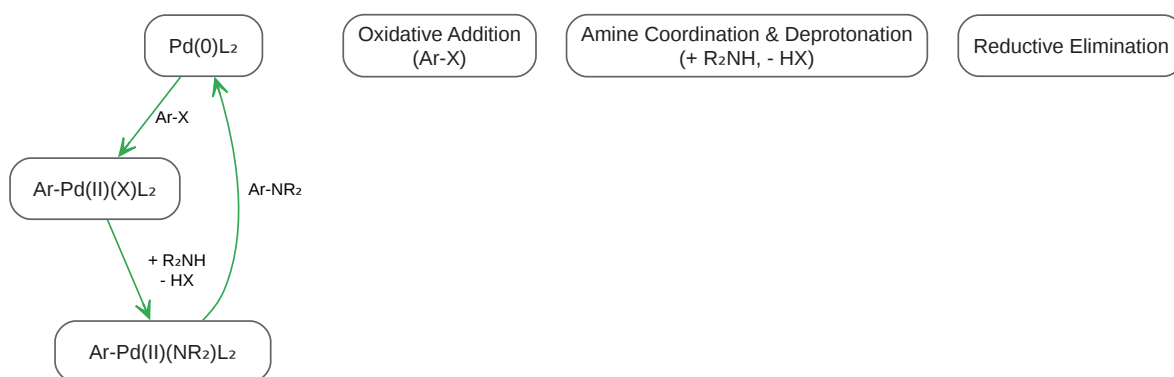 Pd(0)L₂
Oxidative Addition
(Ar-X)
Amine Coordination & Deprotonation
(+ R₂NH, - HX)
Reductive Elimination
Ar-X
Ar-Pd(II)(X)L₂
Ar-NR₂
+ R₂NH
- HX
Ar-Pd(II)(NR₂)L₂